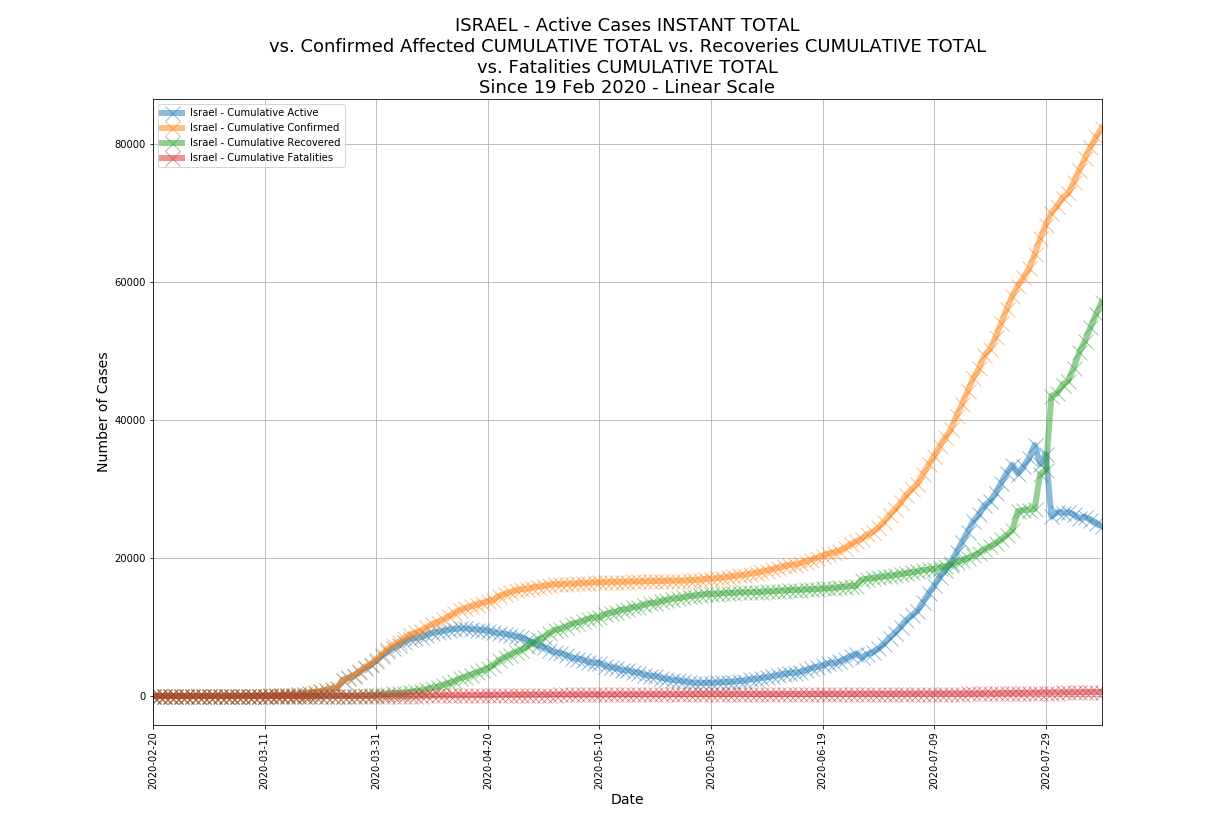 ISRAEL - Active Cases INSTANT TOTAL
vs. Confirmed Affected CUMULATIVE TOTAL vs. Recoveries CUMULATIVE TOTAL
vs. Fatalities CUMULATIVE TOTAL
Since 19 Feb 2020 - Linear Scale
Israel - Cumulative Active
Israel - Cumulative Confirmed
Israel - Cumulative Recovered
Israel - Cumulative Fatalities
Number of Cases
80000
60000
40000
20000
0
2020-02-20
2020-03-11
2020-03-31
2020-04-20
2020-05-10
2020-05-30
2020-06-19
2020-07-09
2020-07-29
Date